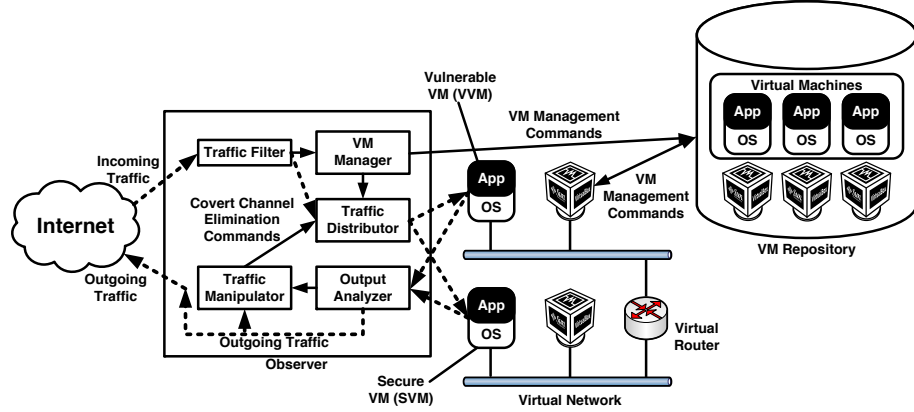 Vulnerable
VM (VVM)
VM Management
Commands
Virtual Machines
App
OS
App
OS
App
OS
VM Repository
Incoming
Traffic
Traffic Filter
VM
Manager
Internet
Covert Channel
Elimination
Commands
Traffic
Distributor
App
OS
VM
Management
Commands
Outgoing
Traffic
Traffic
Manipulator
Output
Analyzer
Outgoing Traffic
Observer
App
OS
Virtual
Router
Secure
VM (SVM)
Virtual Network